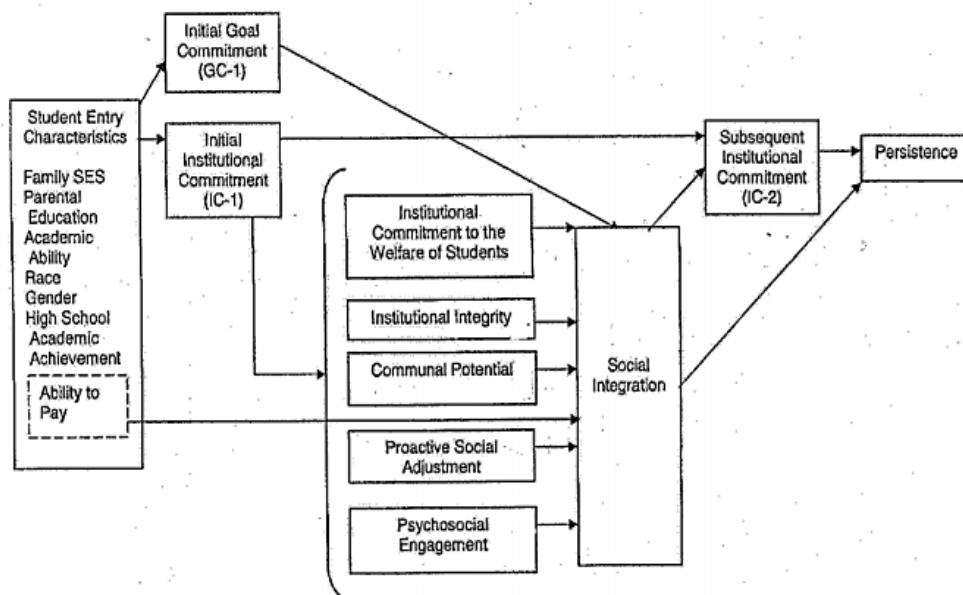 Initial Goal
Commitment
(GC-1)
Student Entry
Characteristics
Family SES
Parental
Education
Academic
Ability
Race
Gender
High School
Academic
Achievement
Ability to
Pay
Initial
Institutional
Commitment
(IC-1)
Institutional
Commitment to the
Welfare of Students
Institutional Integrity
Communal Potential
Proactive Social
Adjustment
Psychosocial
Engagement
Social
Integration
Subsequent
Institutional
Commitment
(IC-2)
Persistence